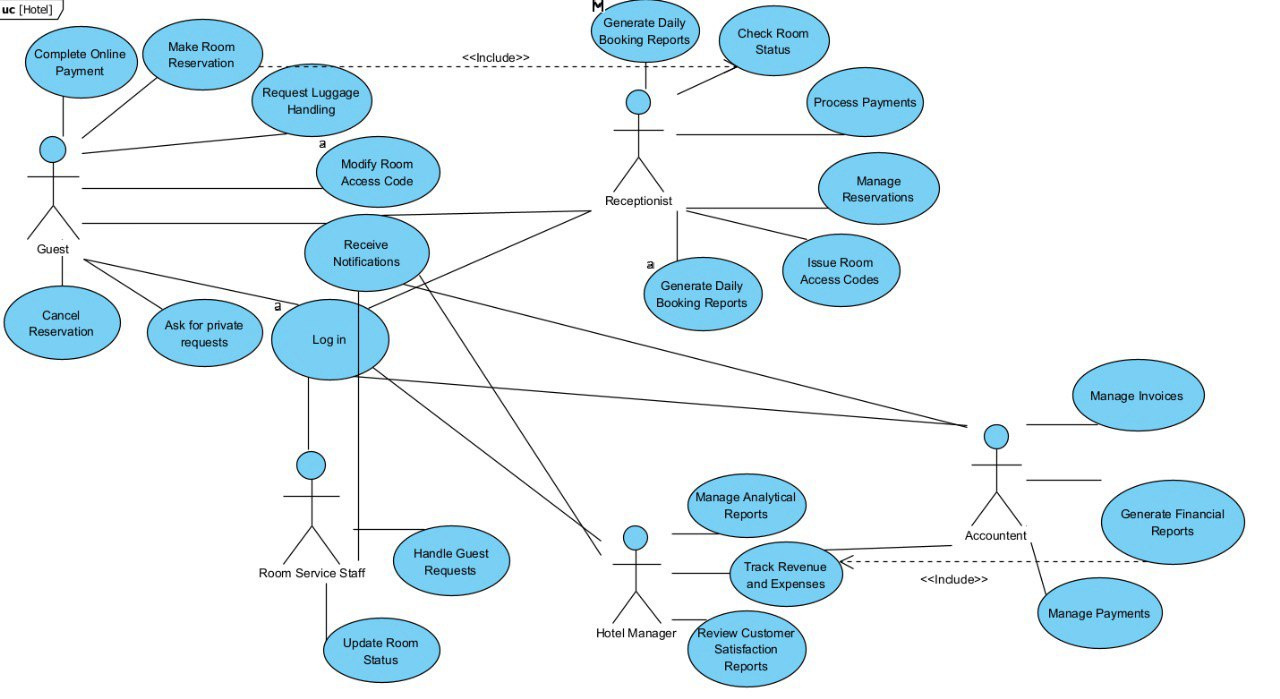 uc [Hotel]
Complete Online
Payment
Make Room
Reservation
<<Include>>
Generate Daily
Booking Reports
Check Room
Status
Request Luggage
Handling
Process Payments
a
Modify Room
Access Code
Manage
Reservations
Receptionist
Guest
Receive
Notifications
a
Generate Daily
Booking Reports
Issue Room
Access Codes
Cancel
Reservation
Ask for private
requests
a
Log in
Manage Invoices
Manage Analytical
Reports
Generate Financial
Reports
Accountent
Handle Guest
Requests
Room Service Staff
Track Revenue
and Expenses
<<Include>>
Manage Payments
Hotel Manager
Review Customer
Satisfaction
Reports
Update Room
Status